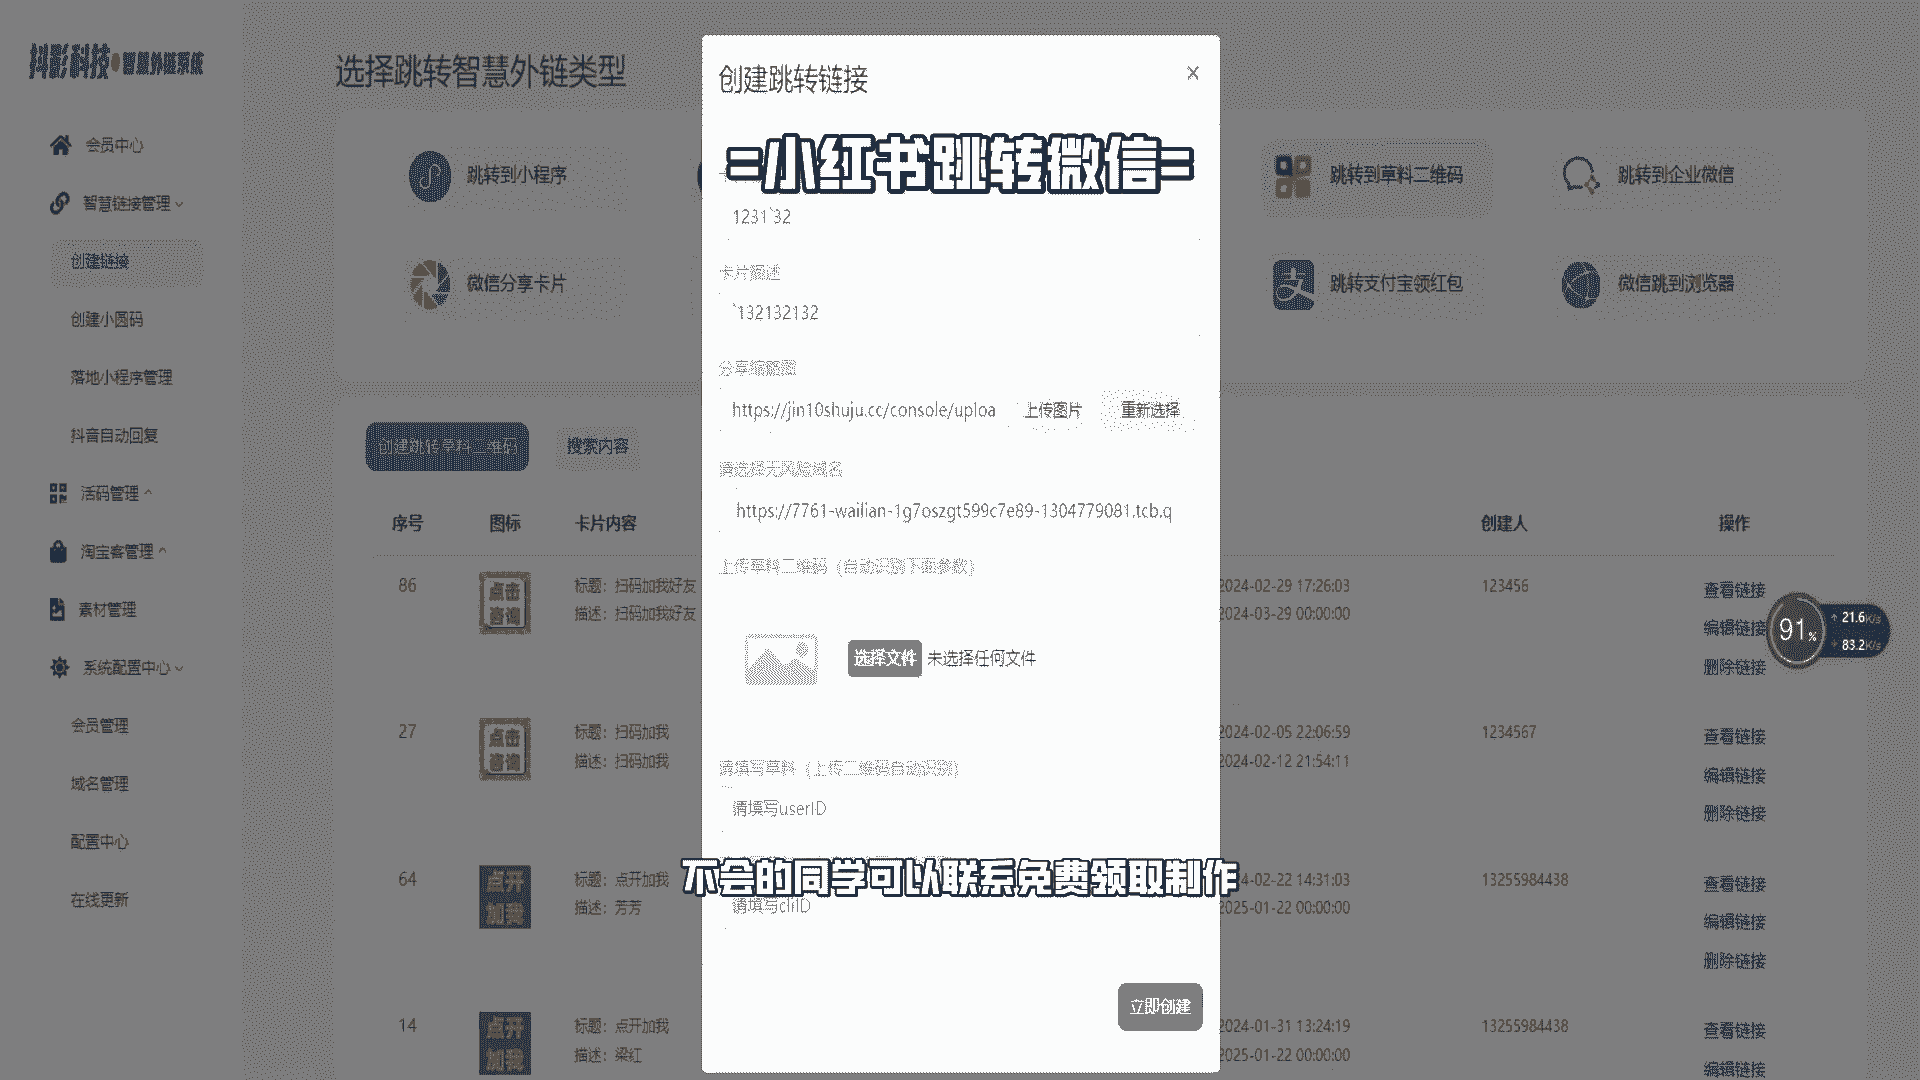 抖影科技•智慧外链系统
会员中心
智慧链接管理
创建链接
创建小圆码
落地小程序管理
抖音自动回复
活码管理
淘宝客管理
素材管理
系统配置中心
会员管理
域名管理
配置中心
在线更新
选择跳转智慧外链类型
跳转到小程序
跳转到草料二维码
跳转到企业微信
微信分享卡片
跳转支付宝领红包
微信跳到浏览器
创建跳转草料二维码
搜索内容
序号 图标 卡片内容 创建人 操作
86 点击咨询 标题：扫码加我好友 2024-02-29 17:26:03 123456 查看链接
描述：扫码加我好友 2024-03-29 00:00:00 编辑链接
删除链接
27 点击咨询 标题：扫码加我 2024-02-05 22:06:59 1234567 查看链接
描述：扫码加我 2024-02-12 21:54:11 编辑链接
删除链接
64 点开加我 标题：点开加我 2024-02-22 14:31:03 13255984438 查看链接
描述：芳芳 2025-01-22 00:00:00 编辑链接
删除链接
14 点开加我 标题：点开加我 2024-01-31 13:24:19 13255984438 查看链接
描述：梁红 2025-01-22 00:00:00 编辑链接
创建跳转链接 ×
=小红书跳转微信=
1231`32
卡片描述
`132132132
分享缩略图
https://jin10shuju.cc/console/uploa 上传图片 重新选择
请选择无风险域名
https://7761-wailian-1g7oszgt599c7e89-1304779081.tcb.q
上传草料二维码（自动识别下面参数）
选择文件 未选择任何文件
请填写草料（上传二维码自动识别）
请填写userID
不会的同学可以联系免费领取制作
请填写cliID
立即创建
91% ↑ 21.6K/s
↓ 83.2K/s